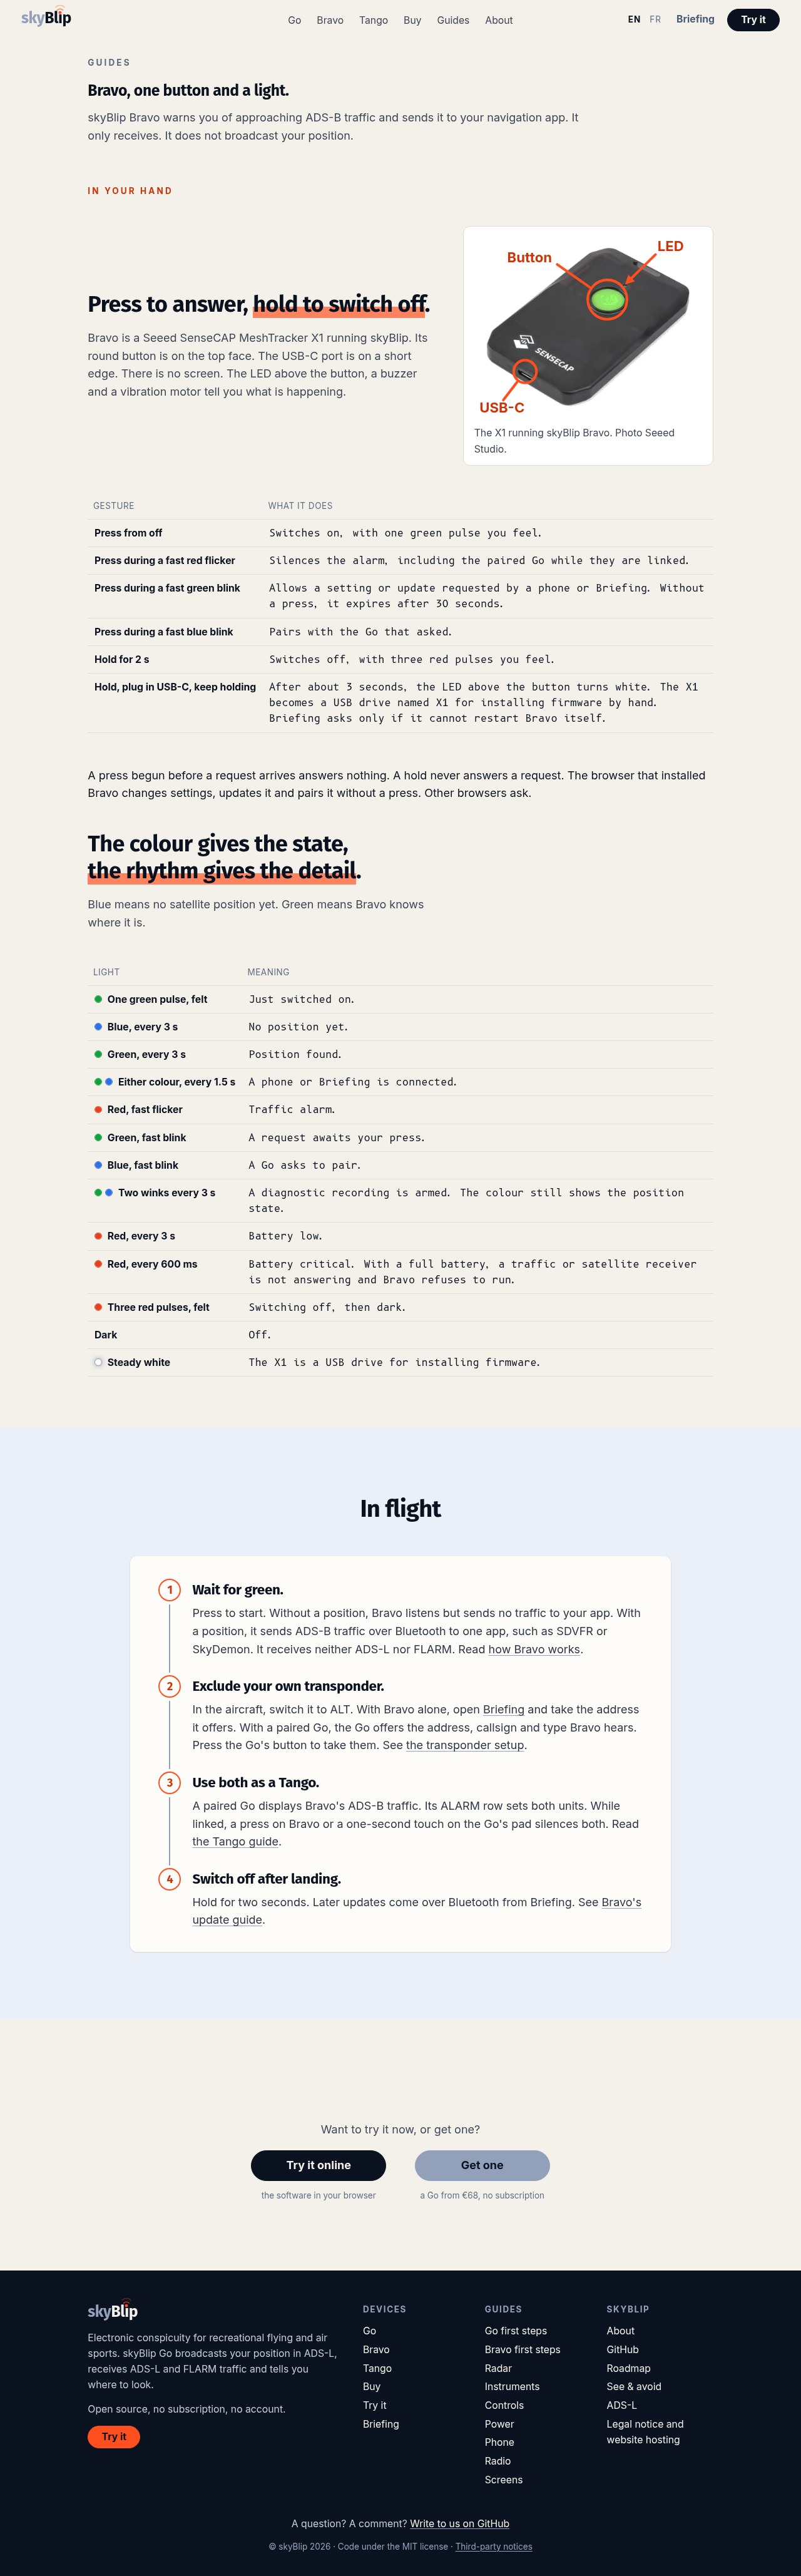 skyBlip
Go Bravo Tango Buy Guides About
EN FR Briefing Try it
GUIDES
Bravo, one button and a light.
skyBlip Bravo warns you of approaching ADS-B traffic and sends it to your navigation app. It
only receives. It does not broadcast your position.
IN YOUR HAND
Press to answer, hold to switch off.
Bravo is a Seeed SenseCAP MeshTracker X1 running skyBlip. Its
round button is on the top face. The USB-C port is on a short
edge. There is no screen. The LED above the button, a buzzer
and a vibration motor tell you what is happening.
LED
Button
SENSECAP
USB-C
The X1 running skyBlip Bravo. Photo Seeed
Studio.
GESTURE WHAT IT DOES
Press from off Switches on, with one green pulse you feel.
Press during a fast red flicker Silences the alarm, including the paired Go while they are linked.
Press during a fast green blink Allows a setting or update requested by a phone or Briefing. Without
a press, it expires after 30 seconds.
Press during a fast blue blink Pairs with the Go that asked.
Hold for 2 s Switches off, with three red pulses you feel.
Hold, plug in USB-C, keep holding After about 3 seconds, the LED above the button turns white. The X1
becomes a USB drive named X1 for installing firmware by hand.
Briefing asks only if it cannot restart Bravo itself.
A press begun before a request arrives answers nothing. A hold never answers a request. The browser that installed
Bravo changes settings, updates it and pairs it without a press. Other browsers ask.
The colour gives the state,
the rhythm gives the detail.
Blue means no satellite position yet. Green means Bravo knows
where it is.
LIGHT MEANING
One green pulse, felt Just switched on.
Blue, every 3 s No position yet.
Green, every 3 s Position found.
Either colour, every 1.5 s A phone or Briefing is connected.
Red, fast flicker Traffic alarm.
Green, fast blink A request awaits your press.
Blue, fast blink A Go asks to pair.
Two winks every 3 s A diagnostic recording is armed. The colour still shows the position
state.
Red, every 3 s Battery low.
Red, every 600 ms Battery critical. With a full battery, a traffic or satellite receiver
is not answering and Bravo refuses to run.
Three red pulses, felt Switching off, then dark.
Dark Off.
Steady white The X1 is a USB drive for installing firmware.
In flight
1 Wait for green.
Press to start. Without a position, Bravo listens but sends no traffic to your app. With
a position, it sends ADS-B traffic over Bluetooth to one app, such as SDVFR or
SkyDemon. It receives neither ADS-L nor FLARM. Read how Bravo works.
2 Exclude your own transponder.
In the aircraft, switch it to ALT. With Bravo alone, open Briefing and take the address
it offers. With a paired Go, the Go offers the address, callsign and type Bravo hears.
Press the Go's button to take them. See the transponder setup.
3 Use both as a Tango.
A paired Go displays Bravo's ADS-B traffic. Its ALARM row sets both units. While
linked, a press on Bravo or a one-second touch on the Go's pad silences both. Read
the Tango guide.
4 Switch off after landing.
Hold for two seconds. Later updates come over Bluetooth from Briefing. See Bravo's
update guide.
Want to try it now, or get one?
Try it online Get one
the software in your browser a Go from €68, no subscription
skyBlip
Electronic conspicuity for recreational flying and air
sports. skyBlip Go broadcasts your position in ADS-L,
receives ADS-L and FLARM traffic and tells you
where to look.
Open source, no subscription, no account.
Try it
DEVICES
Go
Bravo
Tango
Buy
Try it
Briefing
GUIDES
Go first steps
Bravo first steps
Radar
Instruments
Controls
Power
Phone
Radio
Screens
SKYBLIP
About
GitHub
Roadmap
See & avoid
ADS-L
Legal notice and
website hosting
A question? A comment? Write to us on GitHub
© skyBlip 2026 · Code under the MIT license · Third-party notices